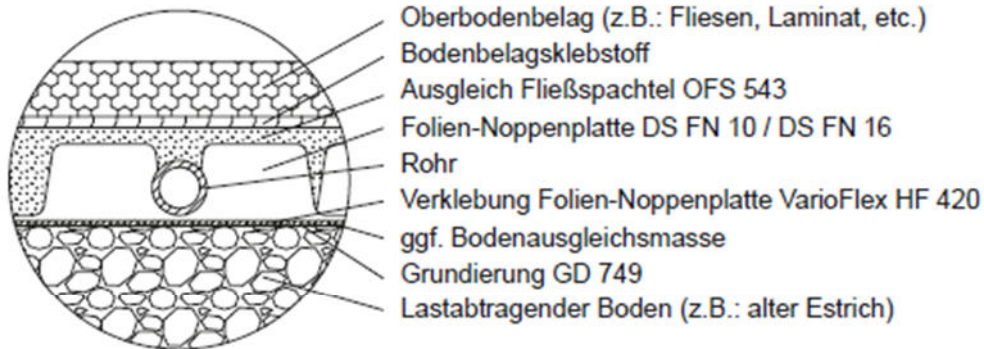 Oberbodenbelag (z.B.: Fliesen, Laminat, etc.)
Bodenbelagsklebstoff
Ausgleich Fließspachtel OFS 543
Folien-Noppenplatte DS FN 10 / DS FN 16
Rohr
Verklebung Folien-Noppenplatte VarioFlex HF 420
ggf. Bodenausgleichsmasse
Grundierung GD 749
Lastabtragender Boden (z.B.: alter Estrich)